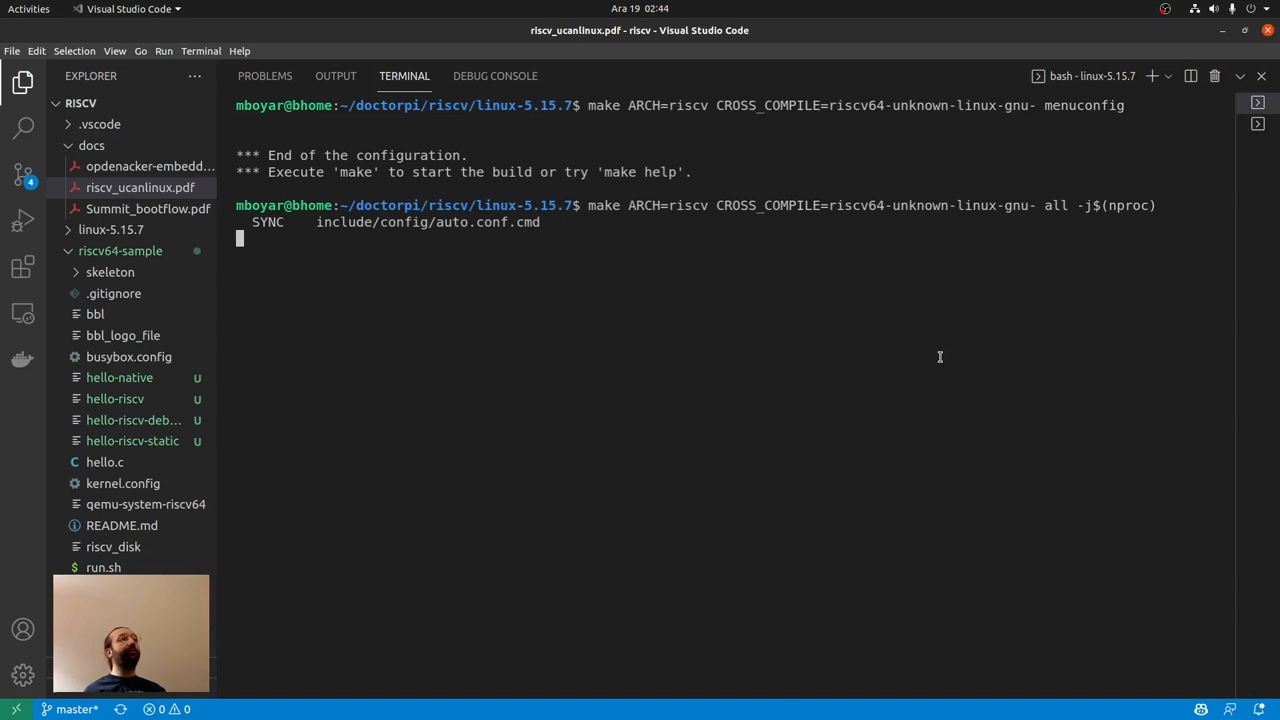 Activities
Visual Studio Code
Ara 19 02:44
riscv_ucanlinux.pdf - riscv - Visual Studio Code
File Edit Selection View Go Run Terminal Help
EXPLORER
PROBLEMS OUTPUT TERMINAL DEBUG CONSOLE
bash - linux-5.15.7
RISCV
.vscode
docs
opdenacker-embedd...
riscv_ucanlinux.pdf
Summit_bootflow.pdf
linux-5.15.7
riscv64-sample
skeleton
.gitignore
bbl
bbl_logo_file
busybox.config
hello-native U
hello-riscv U
hello-riscv-deb... U
hello-riscv-static U
hello.c
kernel.config
qemu-system-riscv64
README.md
riscv_disk
run.sh
4
mboyar@bhome:~/doctorpi/riscv/linux-5.15.7$ make ARCH=riscv CROSS_COMPILE=riscv64-unknown-linux-gnu- menuconfig
*** End of the configuration.
*** Execute 'make' to start the build or try 'make help'.
mboyar@bhome:~/doctorpi/riscv/linux-5.15.7$ make ARCH=riscv CROSS_COMPILE=riscv64-unknown-linux-gnu- all -j$(nproc)
SYNC include/config/auto.conf.cmd
master* 0 0